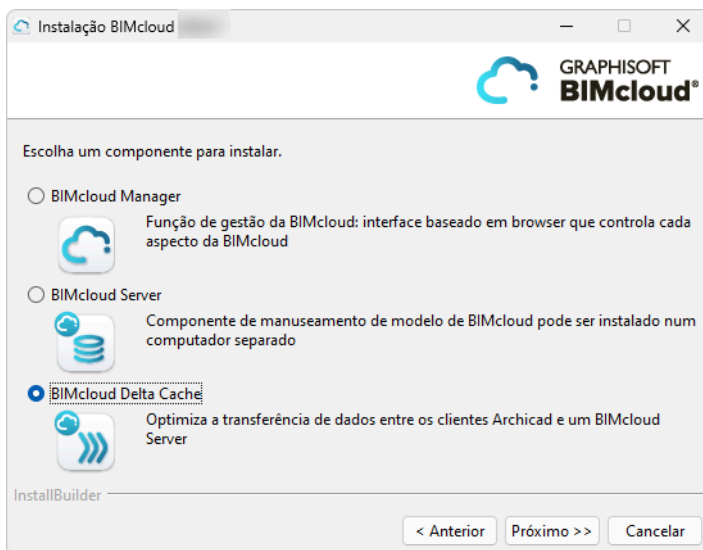 Instalação BIMcloud
GRAPHISOFT
BIMcloud®
Escolha um componente para instalar.
BIMcloud Manager
Função de gestão da BIMcloud: interface baseado em browser que controla cada
aspecto da BIMcloud
BIMcloud Server
Componente de manuseamento de modelo de BIMcloud pode ser instalado num
computador separado
BIMcloud Delta Cache
Optimiza a transferência de dados entre os clientes Archicad e um BIMcloud
Server
InstallBuilder
< Anterior
Próximo >>
Cancelar